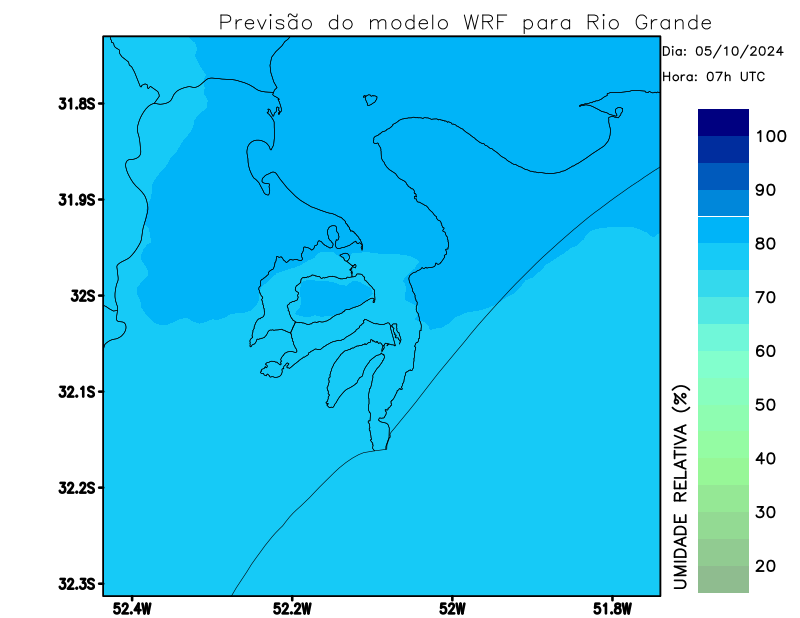 Previsão do modelo WRF para Rio Grande
Dia: 05/10/2024
Hora: 07h UTC
31.8S
31.9S
32S
32.1S
32.2S
32.3S
52.4W
52.2W
52W
51.8W
100
90
80
70
60
50
40
30
20
UMIDADE RELATIVA (%)